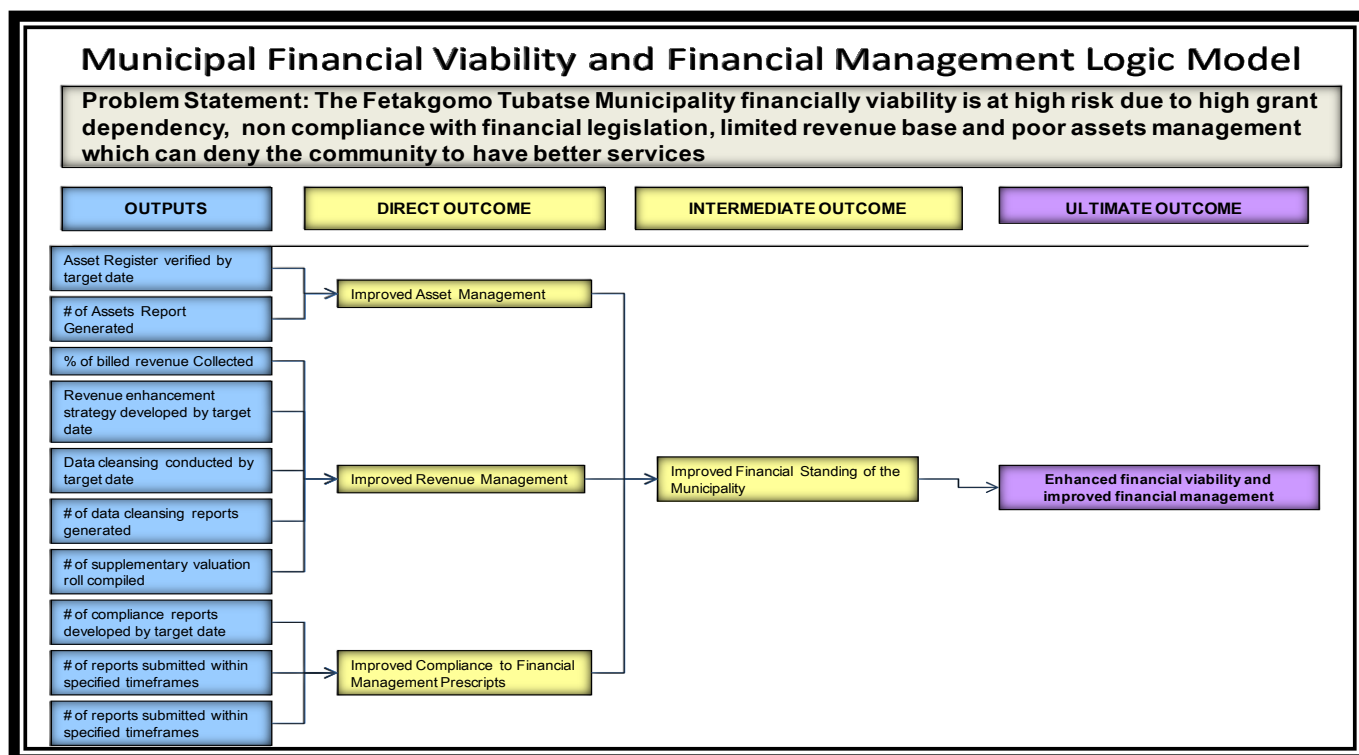 Municipal Financial Viability and Financial Management Logic Model
Problem Statement: The Fetakgomo Tubatse Municipality financially viability is at high risk due to high grant
dependency, non compliance with financial legislation, limited revenue base and poor assets management
which can deny the community to have better services
OUTPUTS
DIRECT OUTCOME
INTERMEDIATE OUTCOME
ULTIMATE OUTCOME
Asset Register verified by
target date
# of Assets Report
Generated
% of billed revenue Collected
Revenue enhancement
strategy developed by target
date
Data cleansing conducted by
target date
# of data cleansing reports
generated
# of supplementary valuation
roll compiled
# of compliance reports
developed by target date
# of reports submitted within
specified timeframes
# of reports submitted within
specified timeframes
Improved Asset Management
Improved Revenue Management
Improved Compliance to Financial
Management Prescripts
Improved Financial Standing of the
Municipality
Enhanced financial viability and
improved financial management